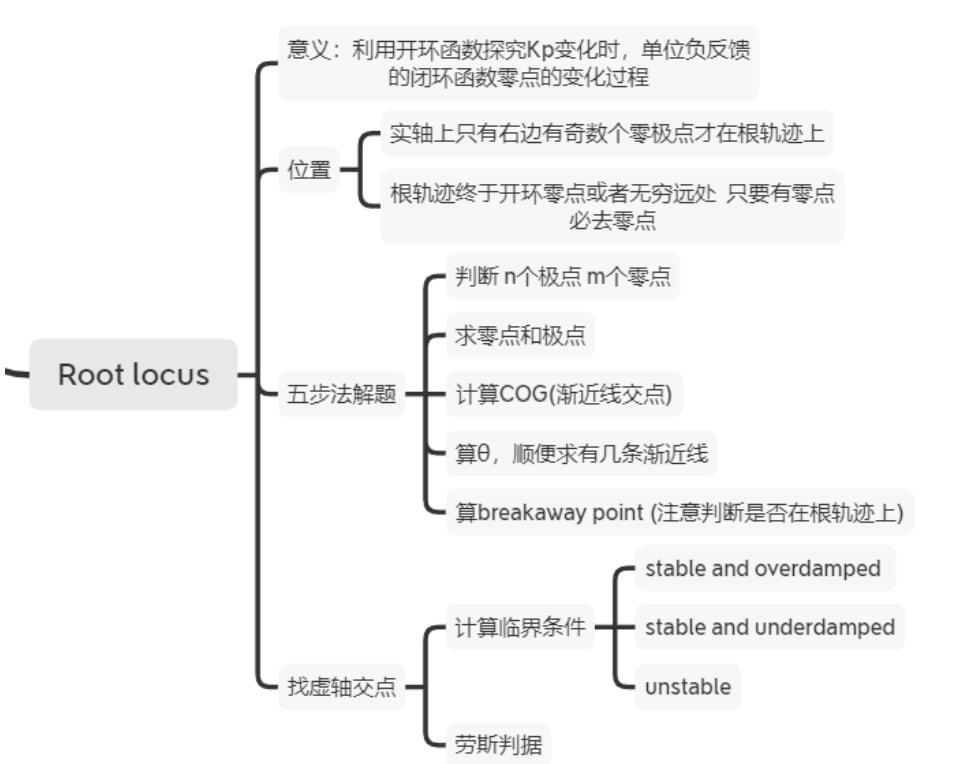 Root locus
意义：利用开环函数探究Kp变化时，单位负反馈
的闭环函数零点的变化过程
位置
实轴上只有右边有奇数个零极点才在根轨迹上
根轨迹终于开环零点或者无穷远处 只要有零点
必去零点
五步法解题
判断 n个极点 m个零点
求零点和极点
计算COG(渐近线交点)
算θ，顺便求有几条渐近线
算breakaway point (注意判断是否在根轨迹上)
找虚轴交点
计算临界条件
stable and overdamped
stable and underdamped
unstable
劳斯判据